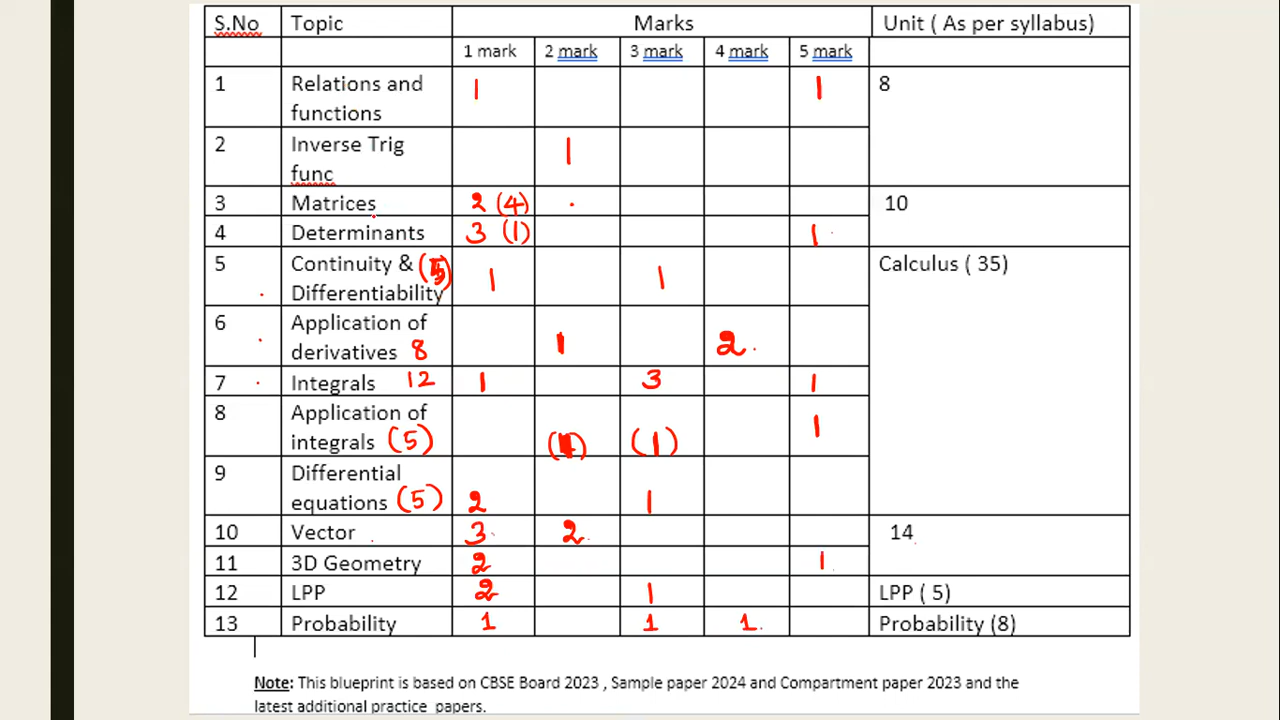 S.No Topic Marks Unit ( As per syllabus)
1 mark 2 mark 3 mark 4 mark 5 mark
1 Relations and 1 1 8
functions
2 Inverse Trig 1
func
3 Matrices 2 (4) 10
4 Determinants 3 (1) 1
5 Continuity & 1 1 Calculus ( 35)
Differentiability
6 Application of 1 2
derivatives 8
7 Integrals 12 1 3 1
8 Application of 1
integrals (5) (1)
9 Differential
equations (5) 2 1
10 Vector 3 2 14
11 3D Geometry 2 1
12 LPP 2 1 LPP ( 5)
13 Probability 1 1 1 Probability (8)
Note: This blueprint is based on CBSE Board 2023 , Sample paper 2024 and Compartment paper 2023 and the
latest additional practice papers.